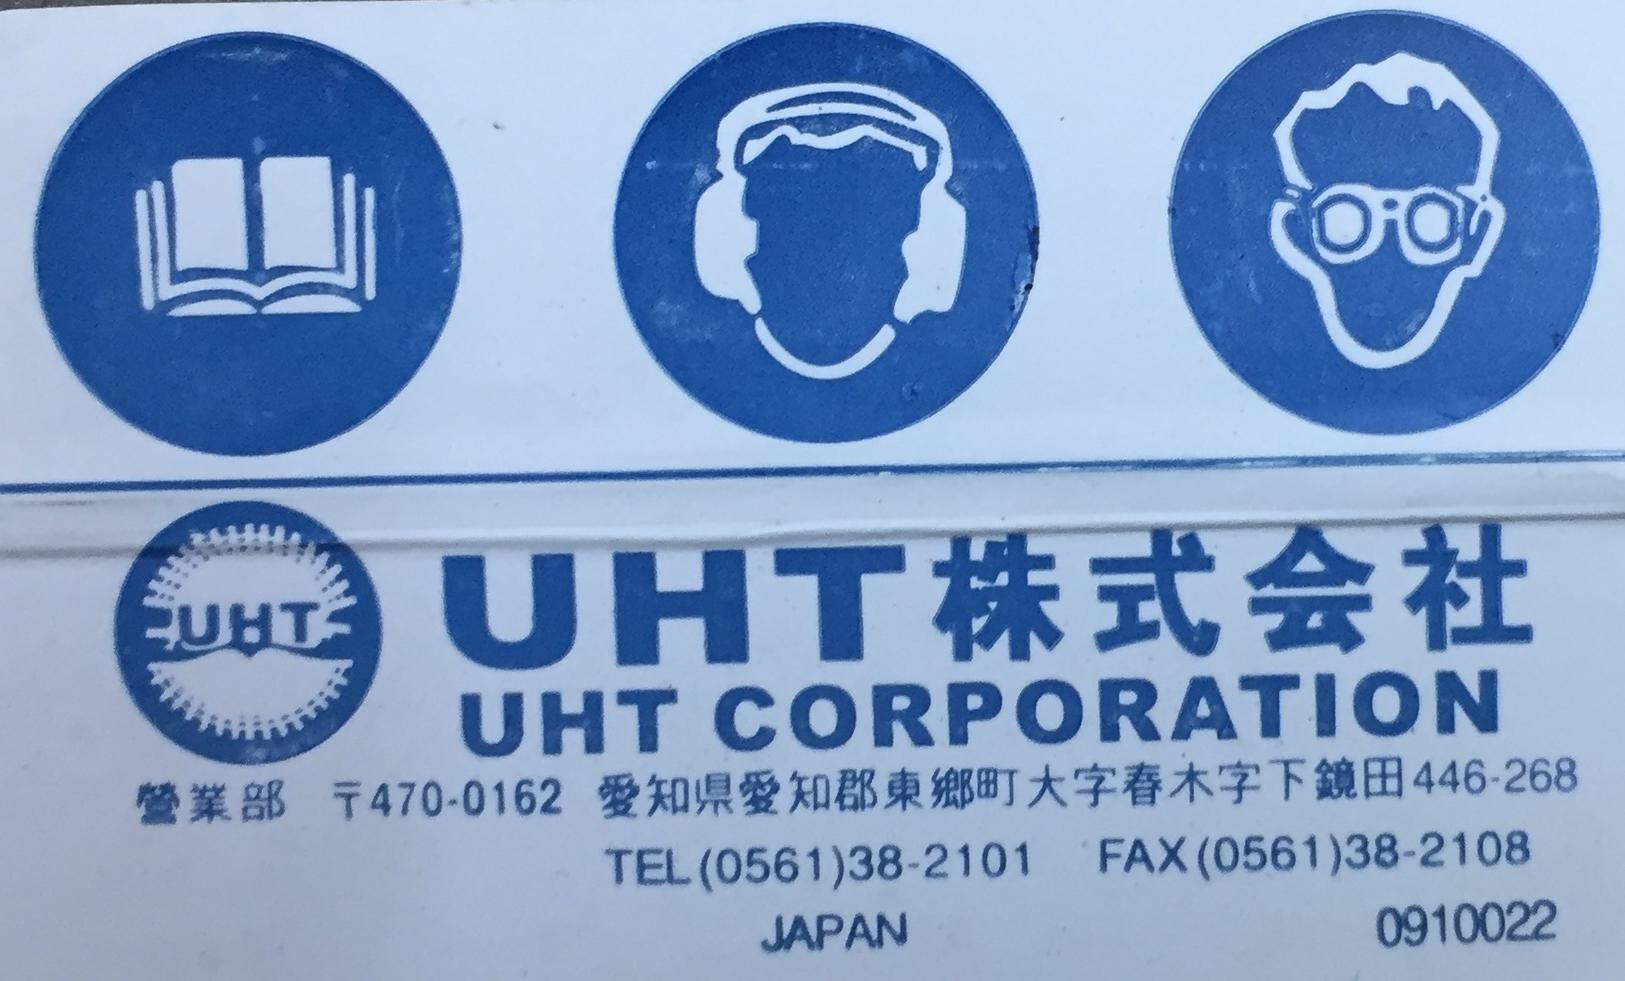 UHT
UHT株式会社
UHT CORPORATION
營業部 〒470-0162 愛知県愛知郡東郷町大字春木字下鏡田446-268
TEL(0561)38-2101 FAX(0561)38-2108
JAPAN 0910022